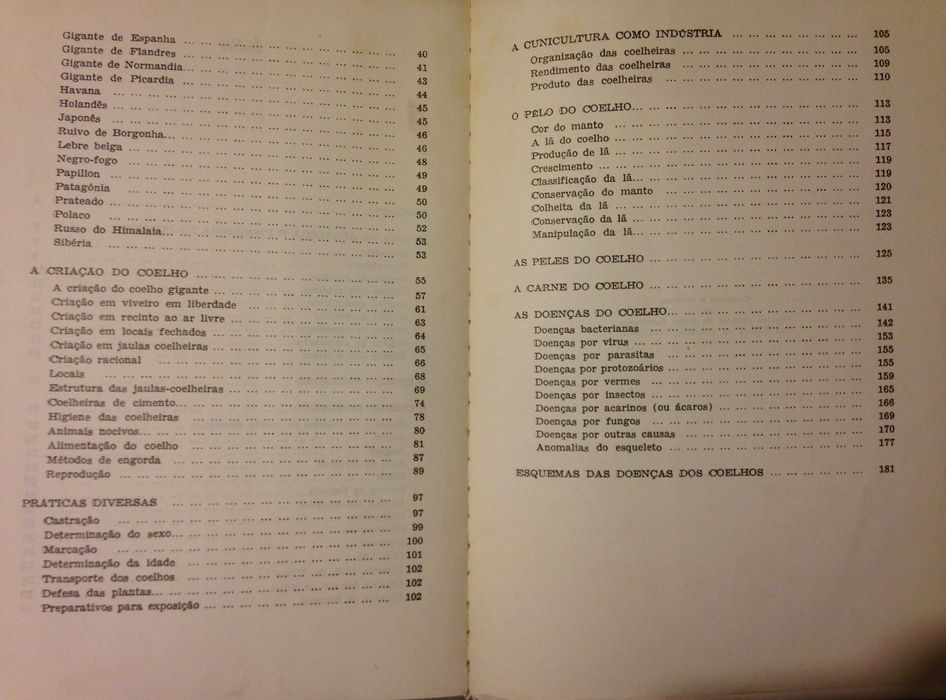 Gigante de Espanha ... 40
Gigante de Flandres ... 41
Gigante de Normandia... 43
Gigante de Picardia ... 44
Havana ... 45
Holandês ... 45
Japonês ... 46
Ruivo de Borgonha... 46
Lebre belga ... 48
Negro-fogo ... 49
Papillon ... 49
Patagónia ... 50
Prateado ... 50
Polaco ... 52
Russo do Himalaia... 53
Sibéria ... 53
A CRIAÇÃO DO COELHO ... 55
A criação do coelho gigante ... 57
Criação em viveiro em liberdade ... 61
Criação em recinto ao ar livre ... 63
Criação em locais fechados ... 64
Criação em jaulas coelheiras ... 65
Criação racional ... 66
Locais ... 68
Estrutura das jaulas-coelheiras ... 69
Coelheiras de cimento... 74
Higiene das coelheiras ... 78
Animais nocivos... 80
Alimentação do coelho ... 81
Métodos de engorda ... 87
Reprodução ... 89
PRATICAS DIVERSAS ... 97
Castração ... 97
Determinação do sexo... 99
Marcação ... 100
Determinação da idade ... 101
Transporte dos coelhos ... 102
Defesa das plantas... 102
Preparativos para exposição ... 102
A CUNICULTURA COMO INDÚSTRIA ... 105
Organização das coelheiras ... 105
Rendimento das coelheiras ... 109
Produto das coelheiras ... 110
O PÊLO DO COELHO... 113
Cor do manto ... 113
A lã do coelho ... 115
Produção de lã ... 117
Crescimento ... 119
Classificação da lã... 119
Conservação do manto ... 120
Colheita da lã ... 121
Conservação da lã ... 123
Manipulação da lã... 123
AS PELES DO COELHO ... 125
A CARNE DO COELHO ... 135
AS DOENÇAS DO COELHO... 141
Doenças bacterianas ... 142
Doenças por vírus ... 153
Doenças por parasitas ... 155
Doenças por protozoários ... 155
Doenças por vermes ... 159
Doenças por insectos ... 165
Doenças por acarinos (ou ácaros) ... 166
Doenças por fungos ... 169
Doenças por outras causas ... 170
Anomalias do esqueleto ... 177
ESQUEMAS DAS DOENÇAS DOS COELHOS ... 181